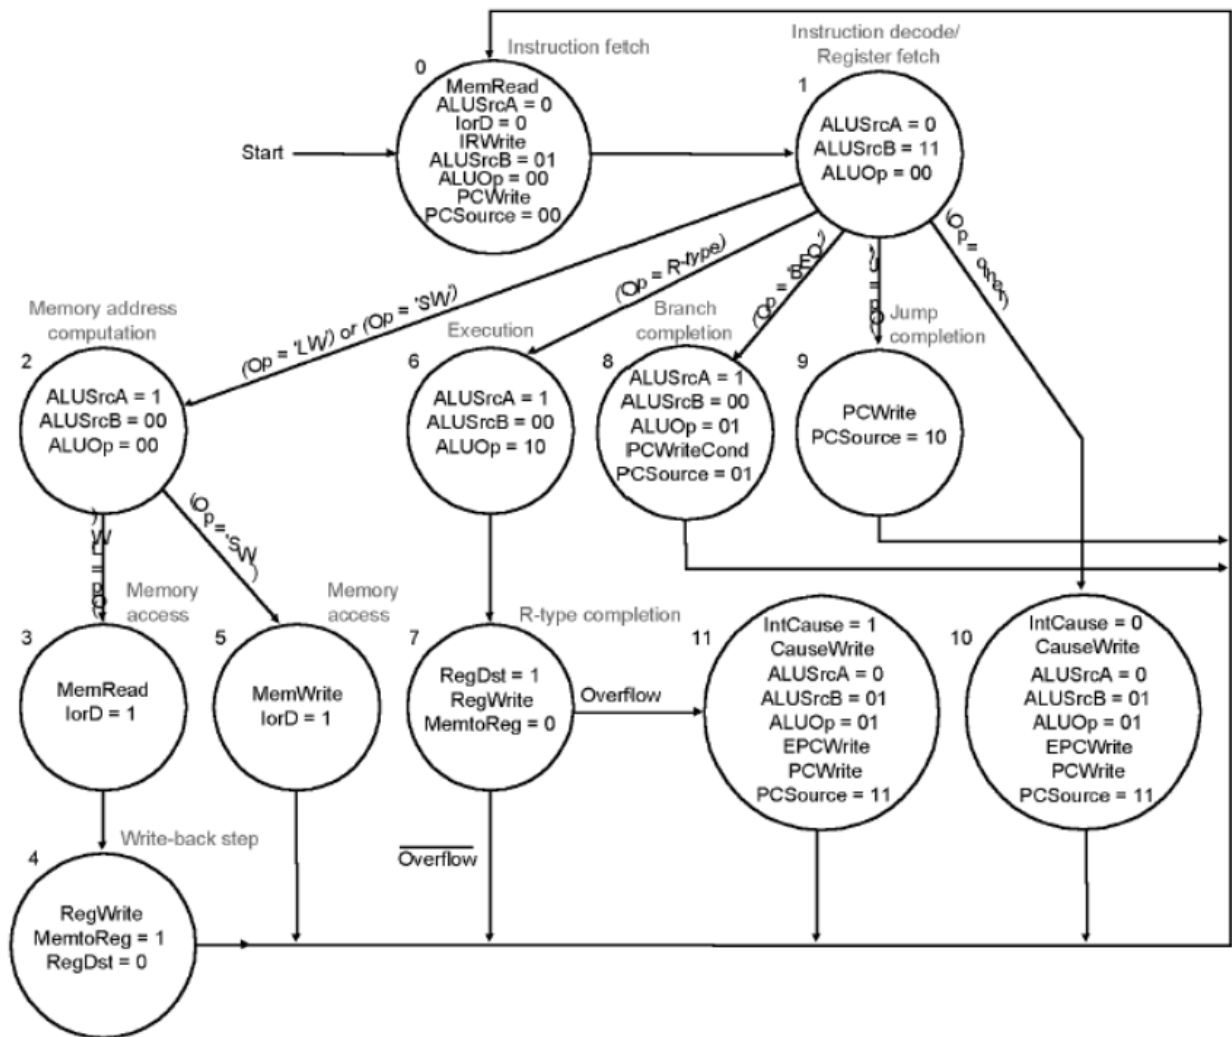 Instruction fetch
Instruction decode/
Register fetch
0
MemRead
ALUSrcA = 0
IorD = 0
IRWrite
ALUSrcB = 01
ALUOp = 00
PCWrite
PCSource = 00
Start
1
ALUSrcA = 0
ALUSrcB = 11
ALUOp = 00
(Op = 'LW') or (Op = 'SW')
(Op = R-type)
(Op = 'BEQ')
(Op = 'J')
(Op = other)
Memory address
computation
2
ALUSrcA = 1
ALUSrcB = 00
ALUOp = 00
Execution
6
ALUSrcA = 1
ALUSrcB = 00
ALUOp = 10
Branch
completion
8
ALUSrcA = 1
ALUSrcB = 00
ALUOp = 01
PCWriteCond
PCSource = 01
Jump
completion
9
PCWrite
PCSource = 10
(Op = 'LW')
(Op = 'SW')
Memory
access
3
MemRead
IorD = 1
Memory
access
5
MemWrite
IorD = 1
R-type completion
7
RegDst = 1
RegWrite
MemtoReg = 0
Overflow
11
IntCause = 1
CauseWrite
ALUSrcA = 0
ALUSrcB = 01
ALUOp = 01
EPCWrite
PCWrite
PCSource = 11
10
IntCause = 0
CauseWrite
ALUSrcA = 0
ALUSrcB = 01
ALUOp = 01
EPCWrite
PCWrite
PCSource = 11
Write-back step
4
RegWrite
MemtoReg = 1
RegDst = 0
Overflow